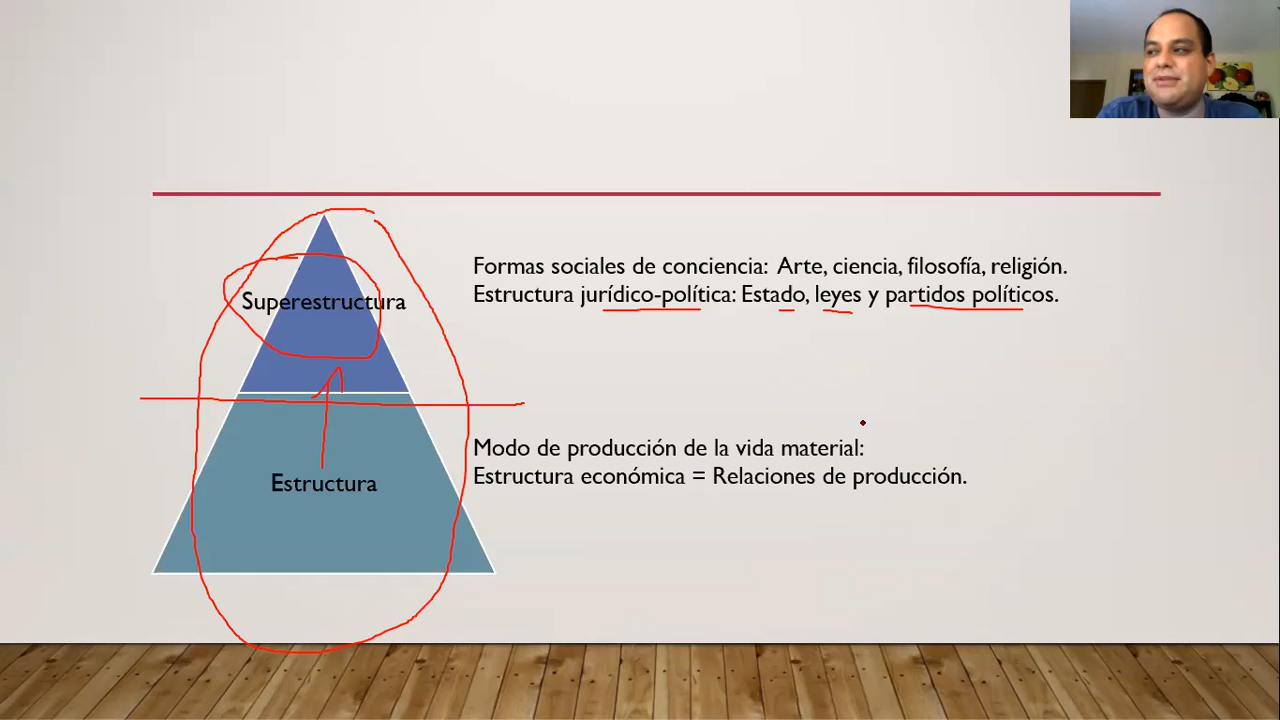 Superestructura
Formas sociales de conciencia: Arte, ciencia, filosofía, religión.
Estructura jurídico-política: Estado, leyes y partidos políticos.
Estructura
Modo de producción de la vida material:
Estructura económica = Relaciones de producción.